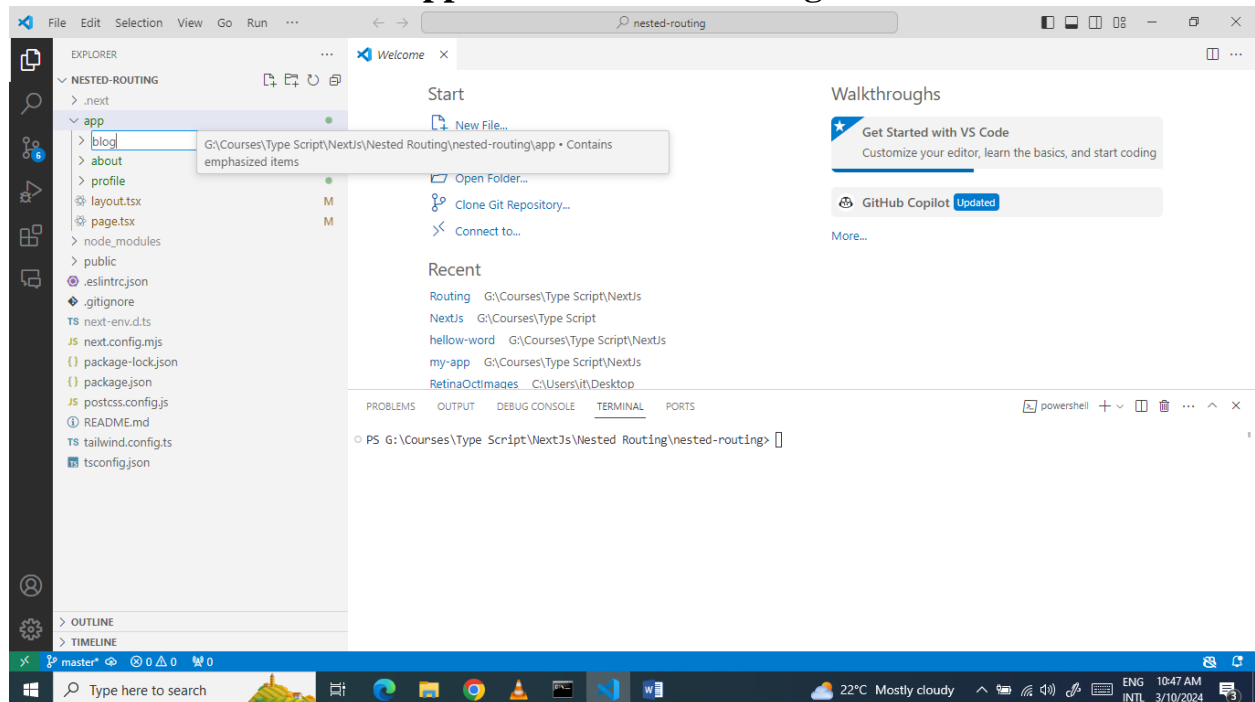 File Edit Selection View Go Run ···
nested-routing
EXPLORER
NESTED-ROUTING
.next
app
blog
about
profile
layout.tsx M
page.tsx M
node_modules
public
.eslintrc.json
.gitignore
TS next-env.d.ts
JS next.config.mjs
{} package-lock.json
{} package.json
JS postcss.config.js
README.md
TS tailwind.config.ts
TS tsconfig.json
OUTLINE
TIMELINE
G:\Courses\Type Script\NextJs\Nested Routing\nested-routing\app • Contains
emphasized items
Welcome
Start
New File...
Open Folder...
Clone Git Repository...
Connect to...
Recent
Routing G:\Courses\Type Script\NextJs
NextJs G:\Courses\Type Script
hellow-word G:\Courses\Type Script\NextJs
my-app G:\Courses\Type Script\NextJs
RetinaOctImages C:\Users\it\Desktop
Walkthroughs
Get Started with VS Code
Customize your editor, learn the basics, and start coding
GitHub Copilot Updated
More...
PROBLEMS OUTPUT DEBUG CONSOLE TERMINAL PORTS
powershell
PS G:\Courses\Type Script\NextJs\Nested Routing\nested-routing>
6
master* 0 0 0
Type here to search
22°C Mostly cloudy
ENG
INTL
10:47 AM
3/10/2024
3